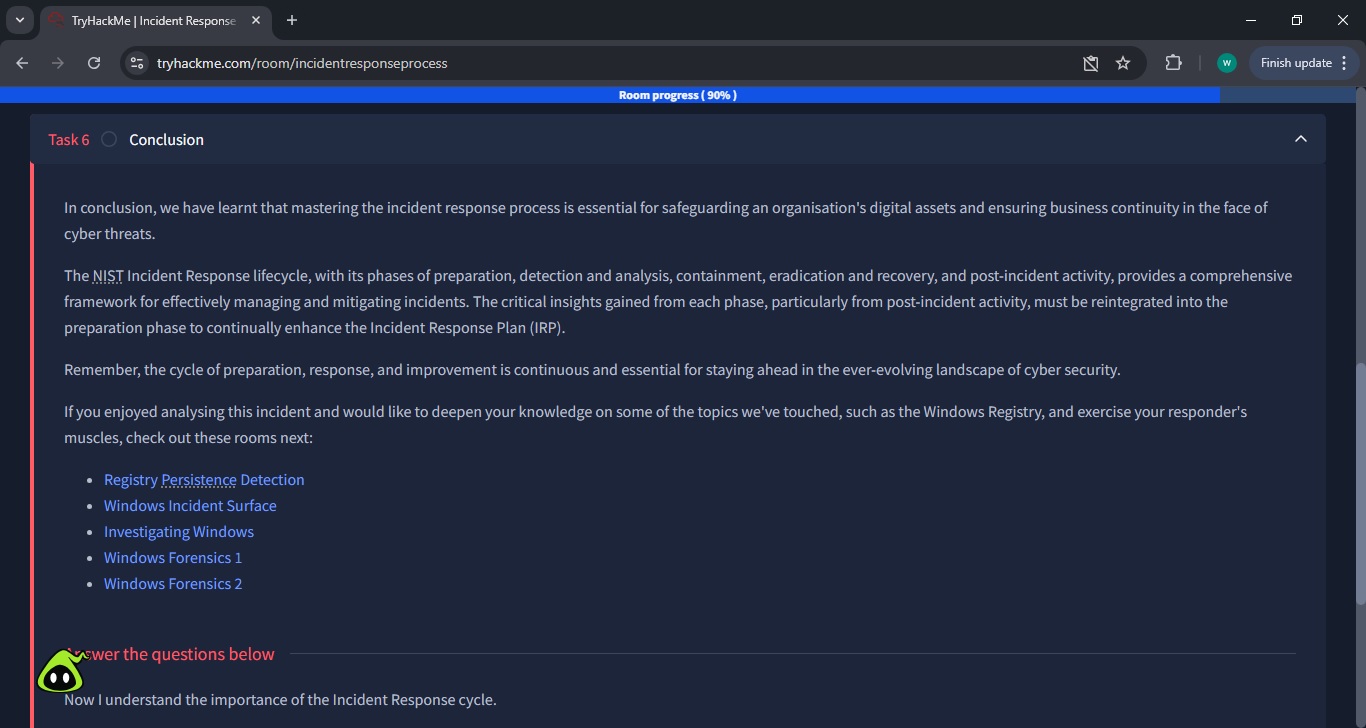 TryHackMe | Incident Response
tryhackme.com/room/incidentresponseprocess
W
Finish update
Room progress ( 90% )
Task 6
Conclusion
In conclusion, we have learnt that mastering the incident response process is essential for safeguarding an organisation's digital assets and ensuring business continuity in the face of
cyber threats.
The NIST Incident Response lifecycle, with its phases of preparation, detection and analysis, containment, eradication and recovery, and post-incident activity, provides a comprehensive
framework for effectively managing and mitigating incidents. The critical insights gained from each phase, particularly from post-incident activity, must be reintegrated into the
preparation phase to continually enhance the Incident Response Plan (IRP).
Remember, the cycle of preparation, response, and improvement is continuous and essential for staying ahead in the ever-evolving landscape of cyber security.
If you enjoyed analysing this incident and would like to deepen your knowledge on some of the topics we've touched, such as the Windows Registry, and exercise your responder's
muscles, check out these rooms next:
Registry Persistence Detection
Windows Incident Surface
Investigating Windows
Windows Forensics 1
Windows Forensics 2
Answer the questions below
Now I understand the importance of the Incident Response cycle.